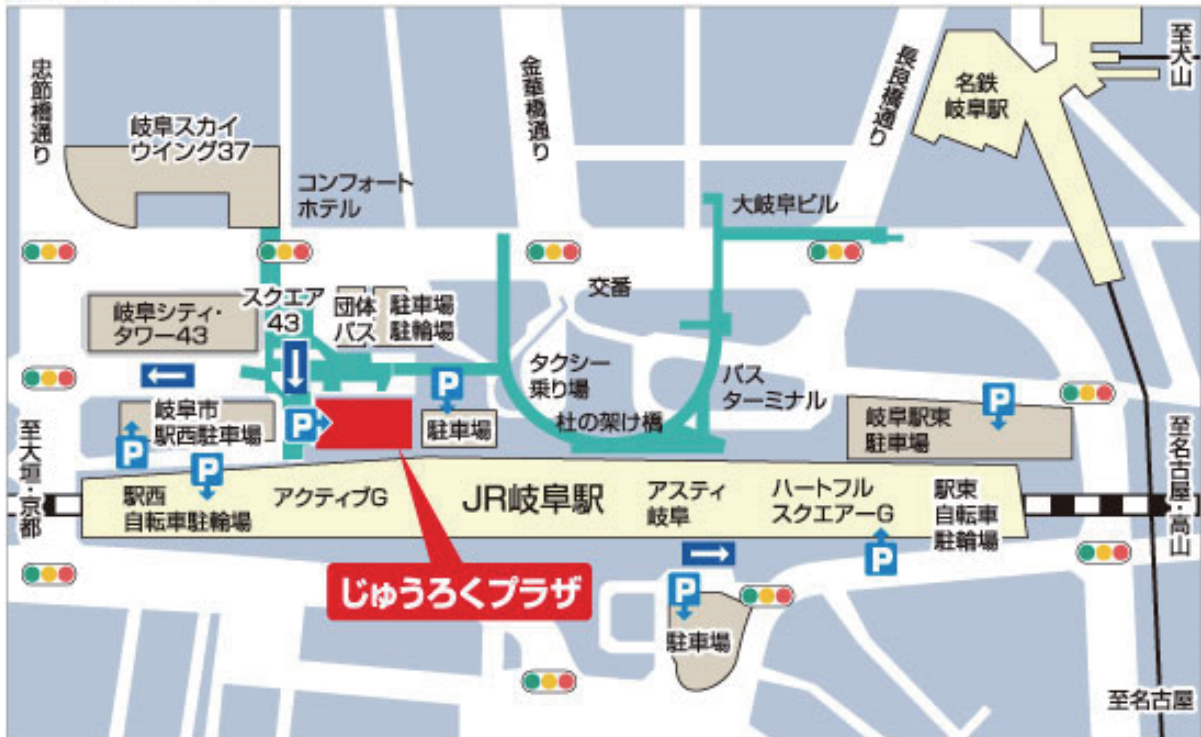 忠節橋通り
金華橋通り
長良橋通り
至犬山
名鉄
岐阜駅
岐阜スカイ
ウイング37
コンフォート
ホテル
大岐阜ビル
岐阜シティ・
タワー43
スクエア
43
団体
バス
駐車場
駐輪場
交番
タクシー
乗り場
バス
ターミナル
杜の架け橋
P
岐阜市
駅西駐車場
P
P
駐車場
P
岐阜駅東
駐車場
至大垣・京都
至名古屋・高山
P
駅西
自転車駐輪場
アクティブG
JR岐阜駅
アスティ
岐阜
ハートフル
スクエアーG
駅東
自転車
駐輪場
P
じゅうろくプラザ
P
駐車場
至名古屋